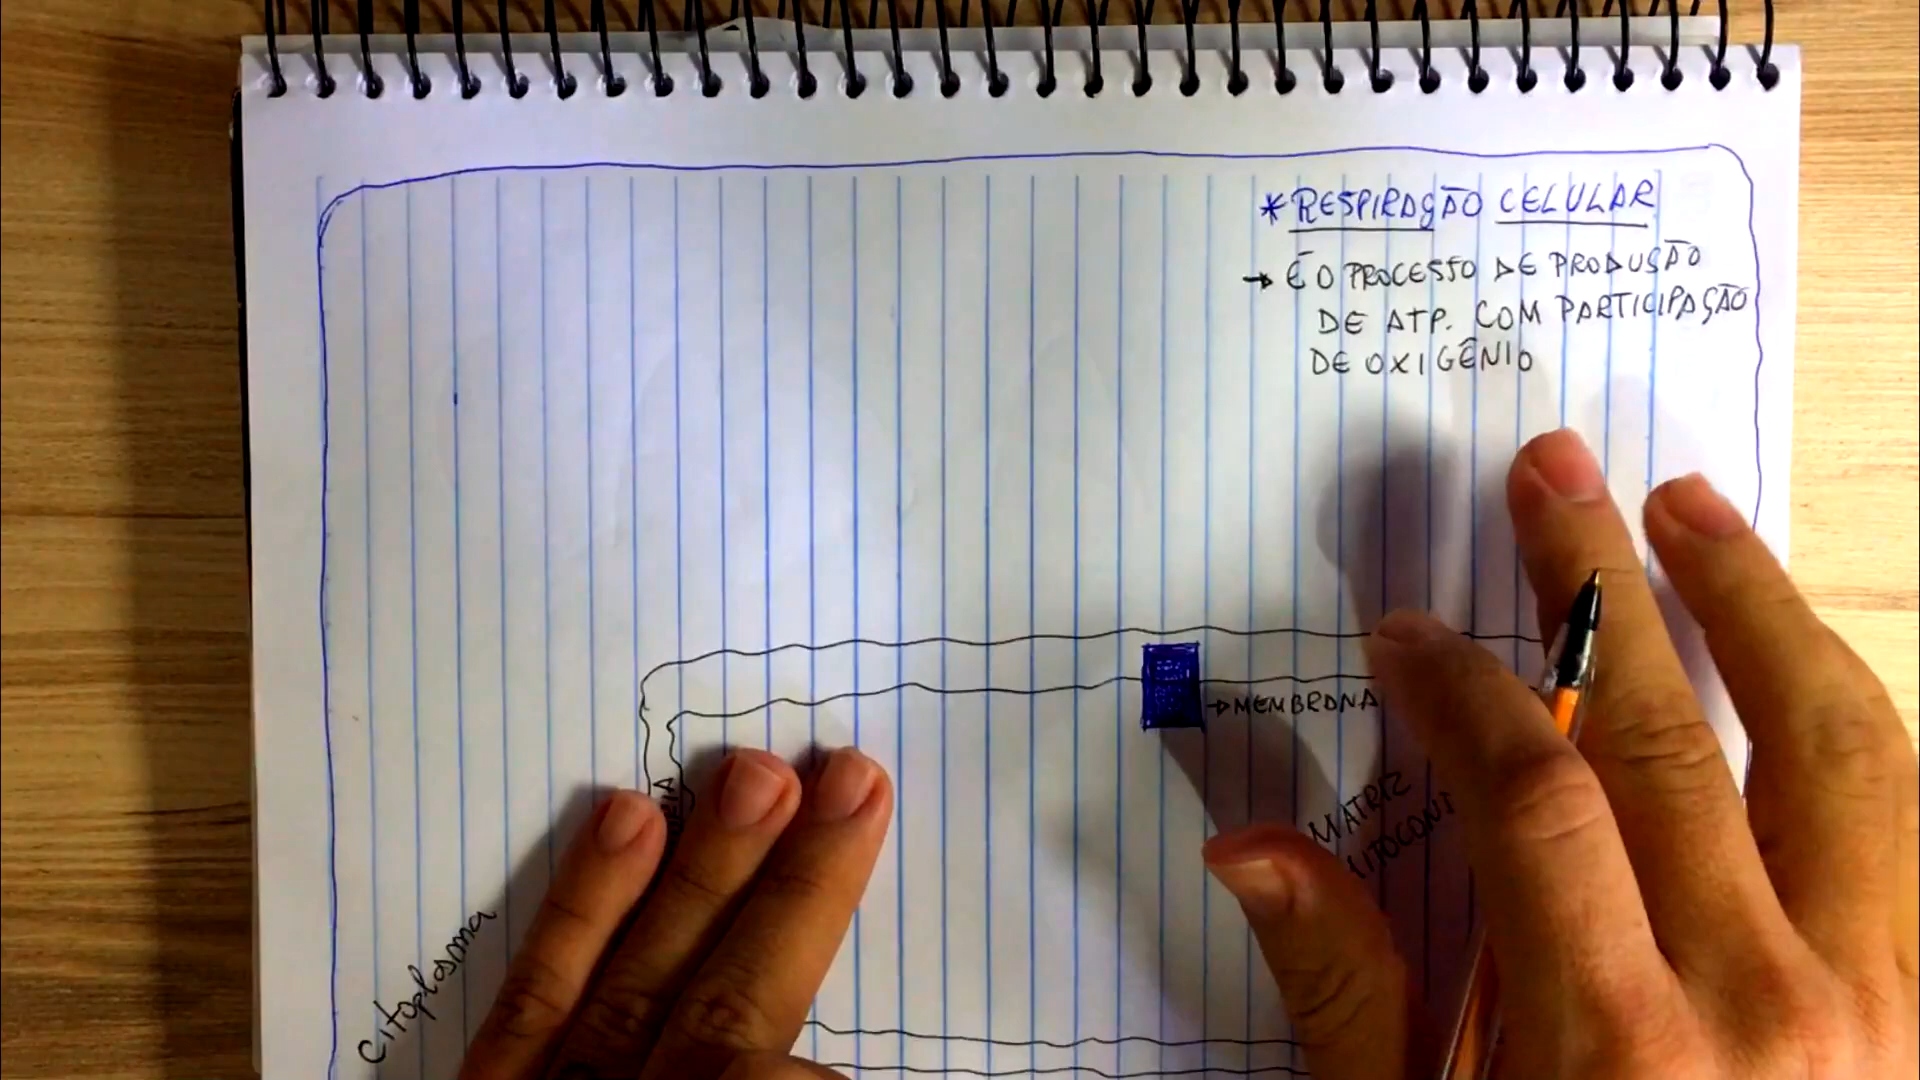 * RESPIRAÇÃO CELULAR
→ É O PROCESSO DE PRODUSÃO
DE ATP. COM PARTICIPAÇÃO
DE OXIGÊNIO
→ MEMBRANA
MATRIZ
Citoplasma